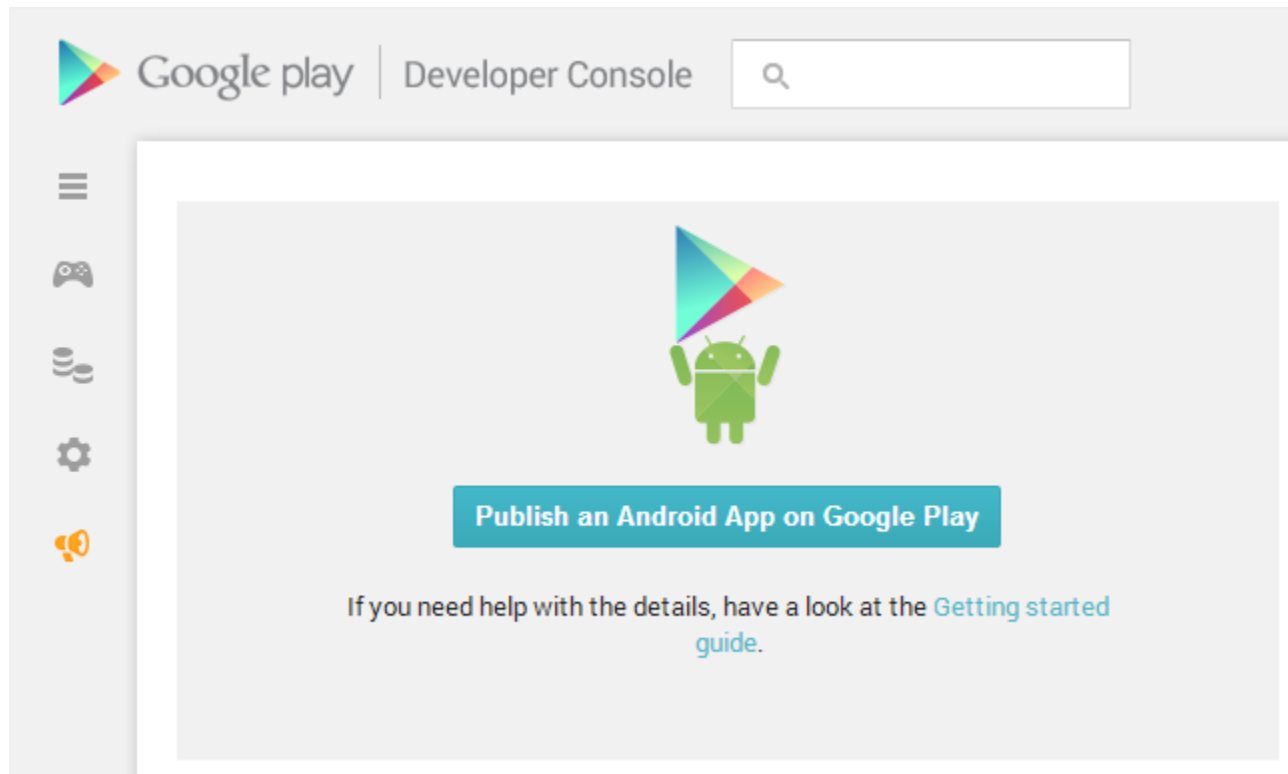 Google play Developer Console
Publish an Android App on Google Play
If you need help with the details, have a look at the Getting started
guide.